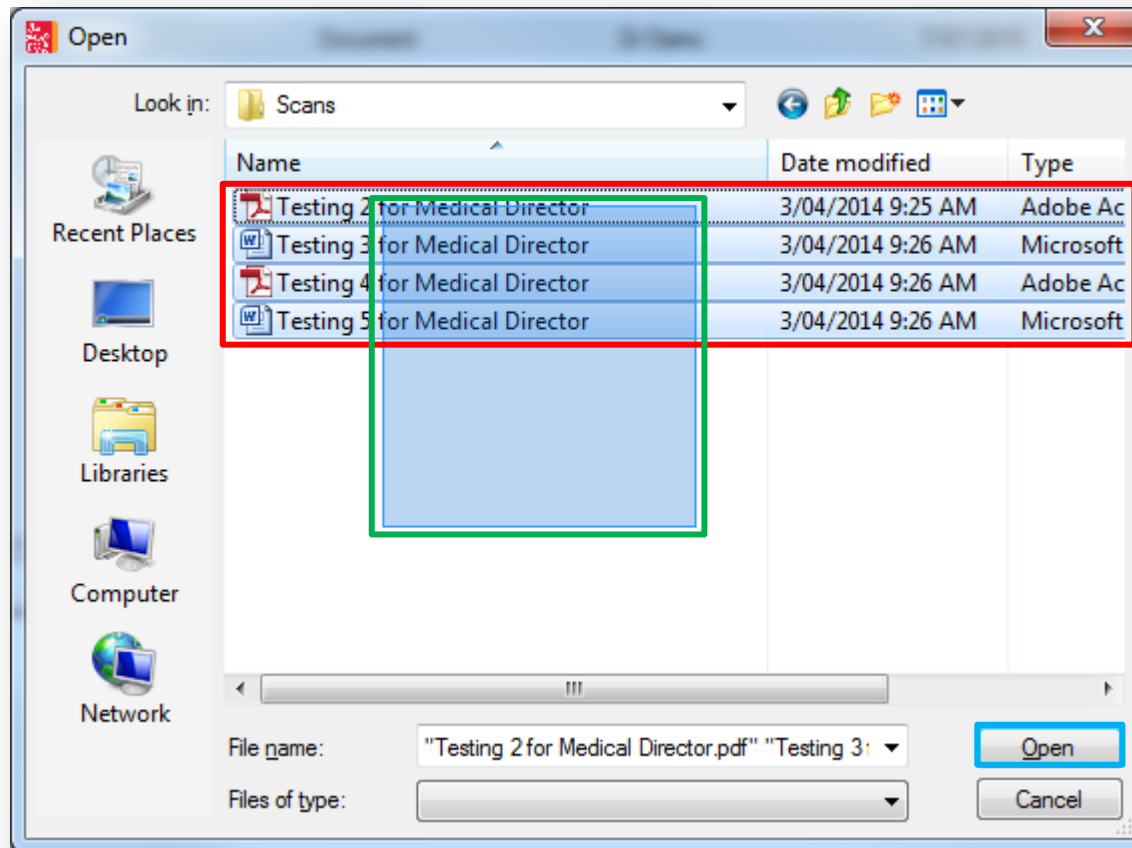 Open
Look in: Scans
Name Date modified Type
Testing 2 for Medical Director 3/04/2014 9:25 AM Adobe Ac
Testing 3 for Medical Director 3/04/2014 9:26 AM Microsoft
Testing 4 for Medical Director 3/04/2014 9:26 AM Adobe Ac
Testing 5 for Medical Director 3/04/2014 9:26 AM Microsoft
Recent Places
Desktop
Libraries
Computer
Network
File name: "Testing 2 for Medical Director.pdf" "Testing 3 Open
Files of type: Cancel